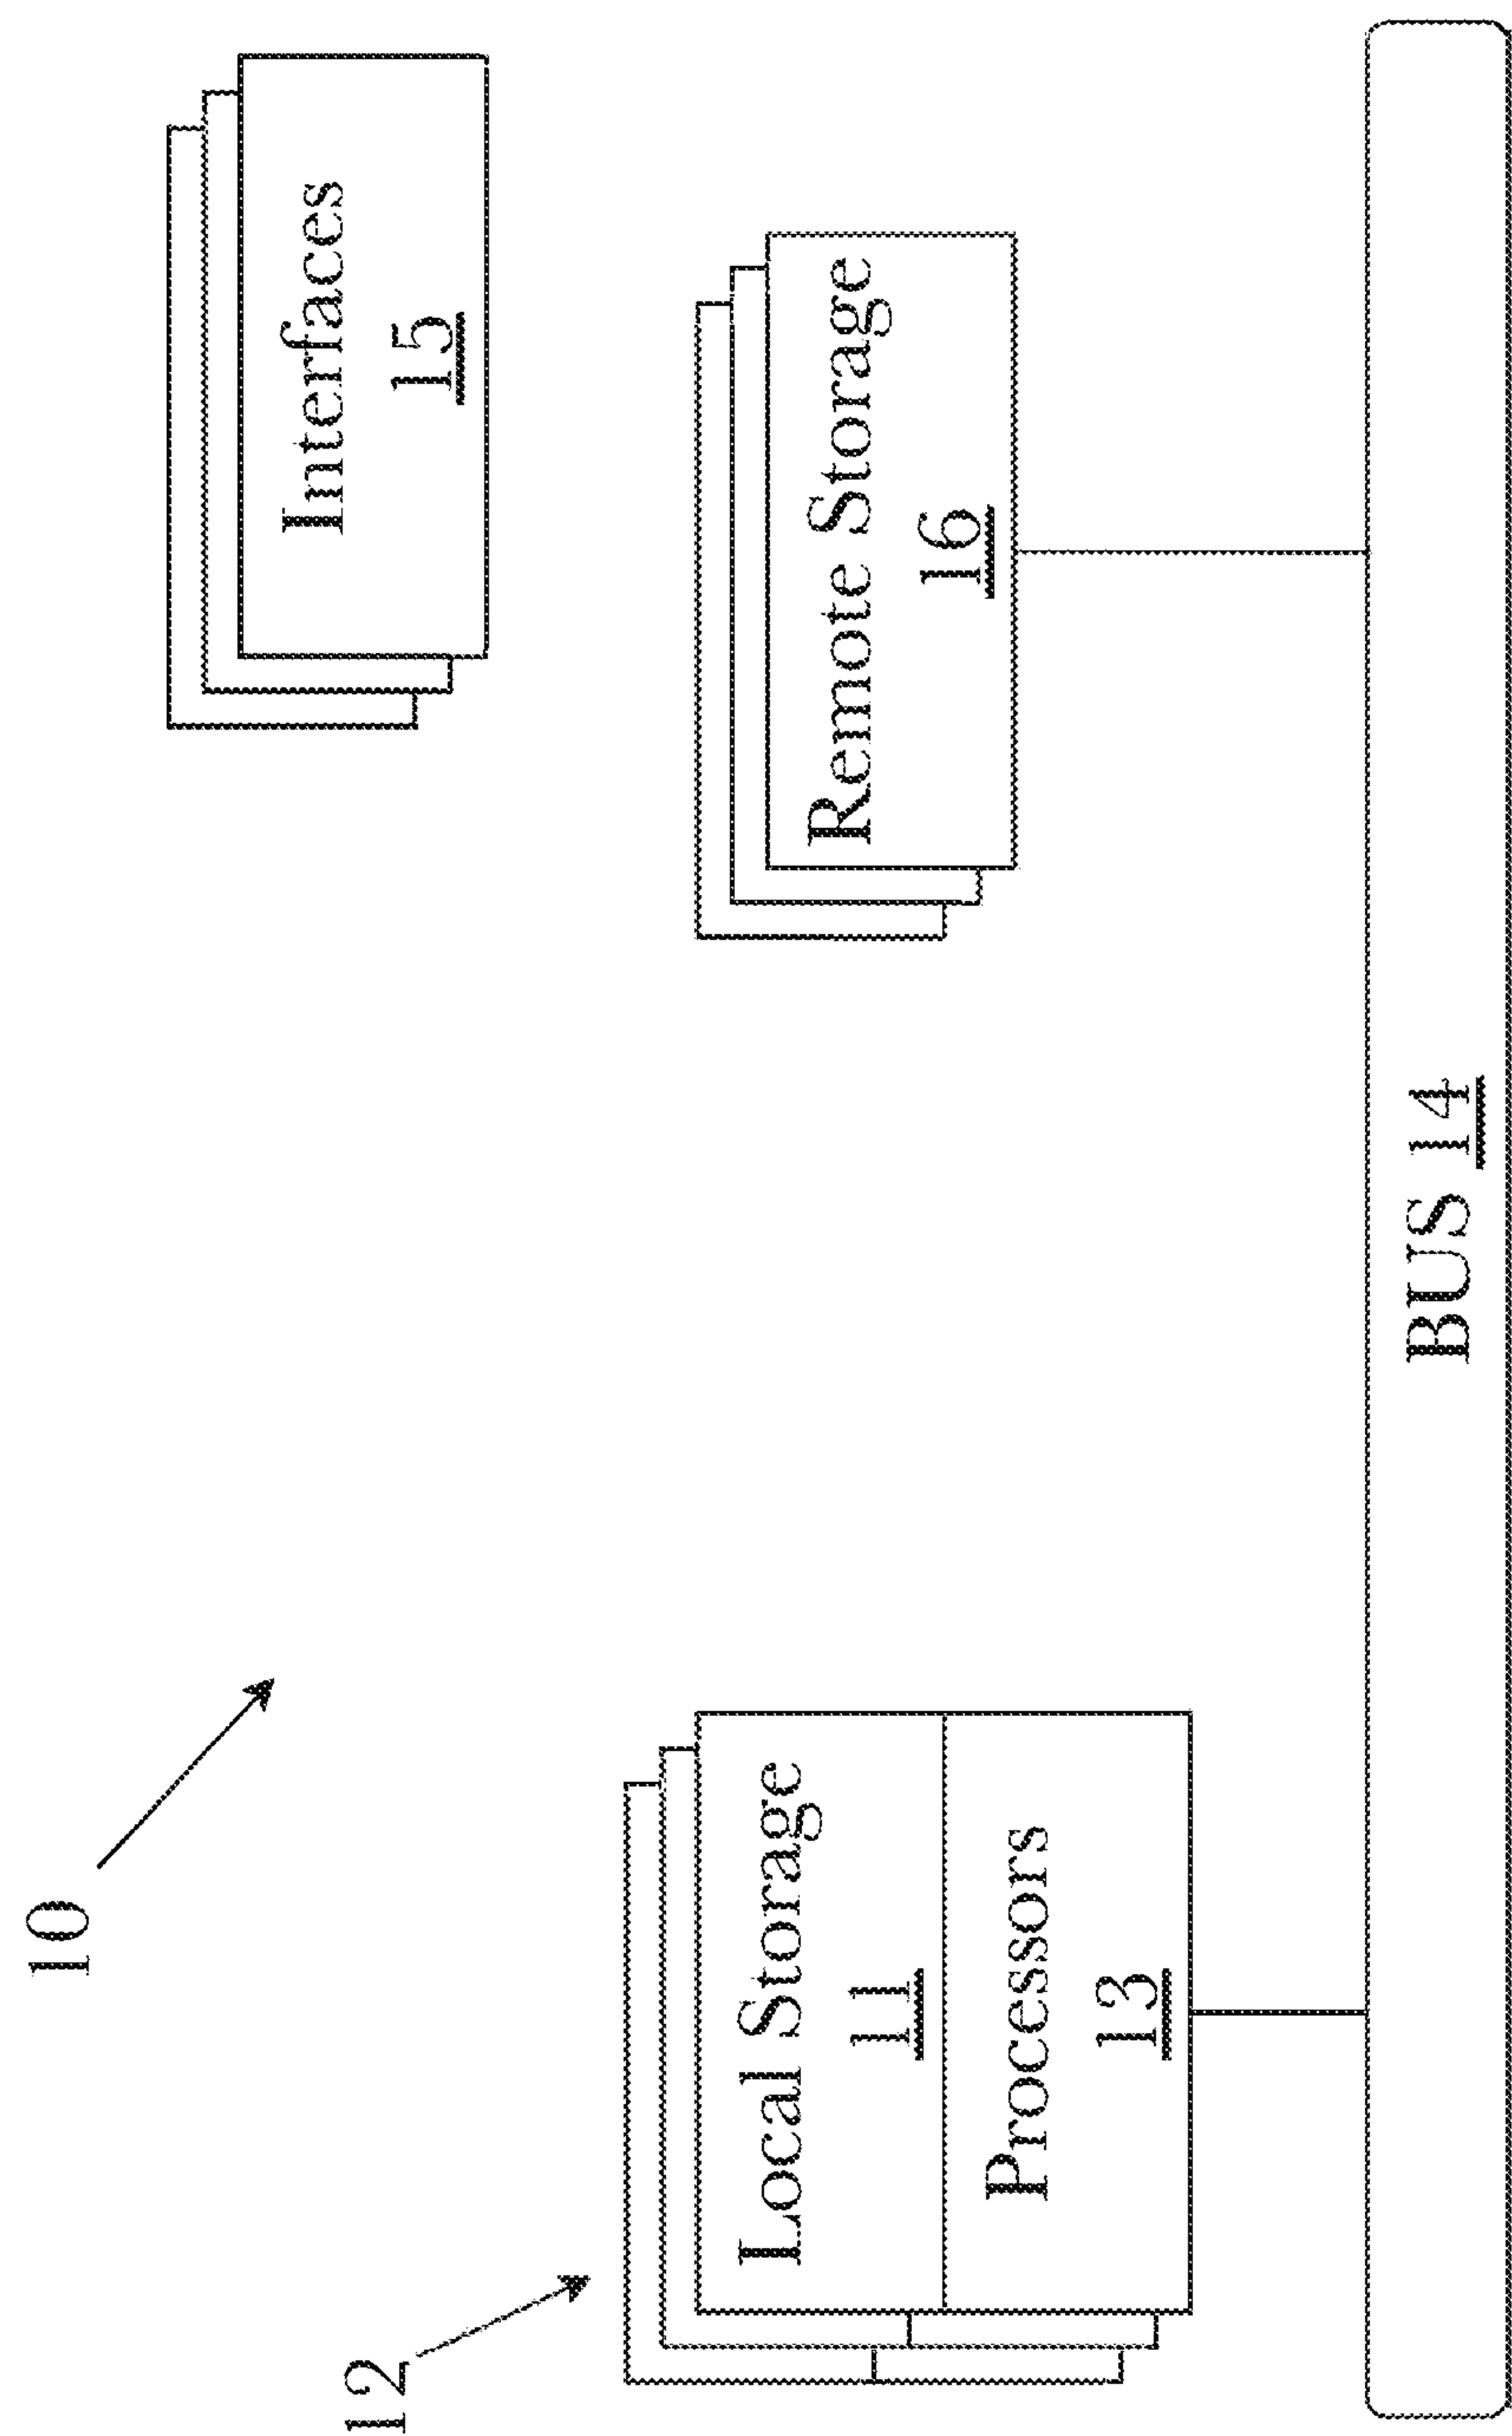 10
12
Interfaces
15
Local Storage
11
Remote Storage
16
Processors
13
BUS 14